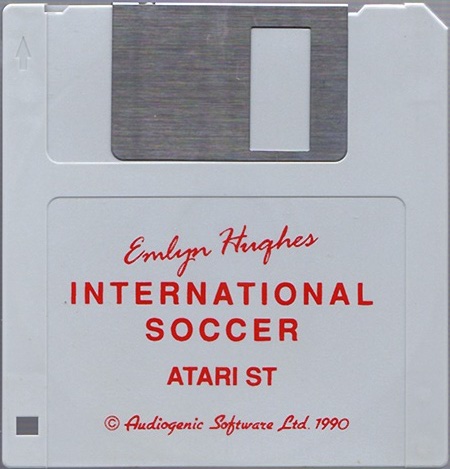 Emlyn Hughes
INTERNATIONAL
SOCCER
ATARI ST
© Audiogenic Software Ltd. 1990